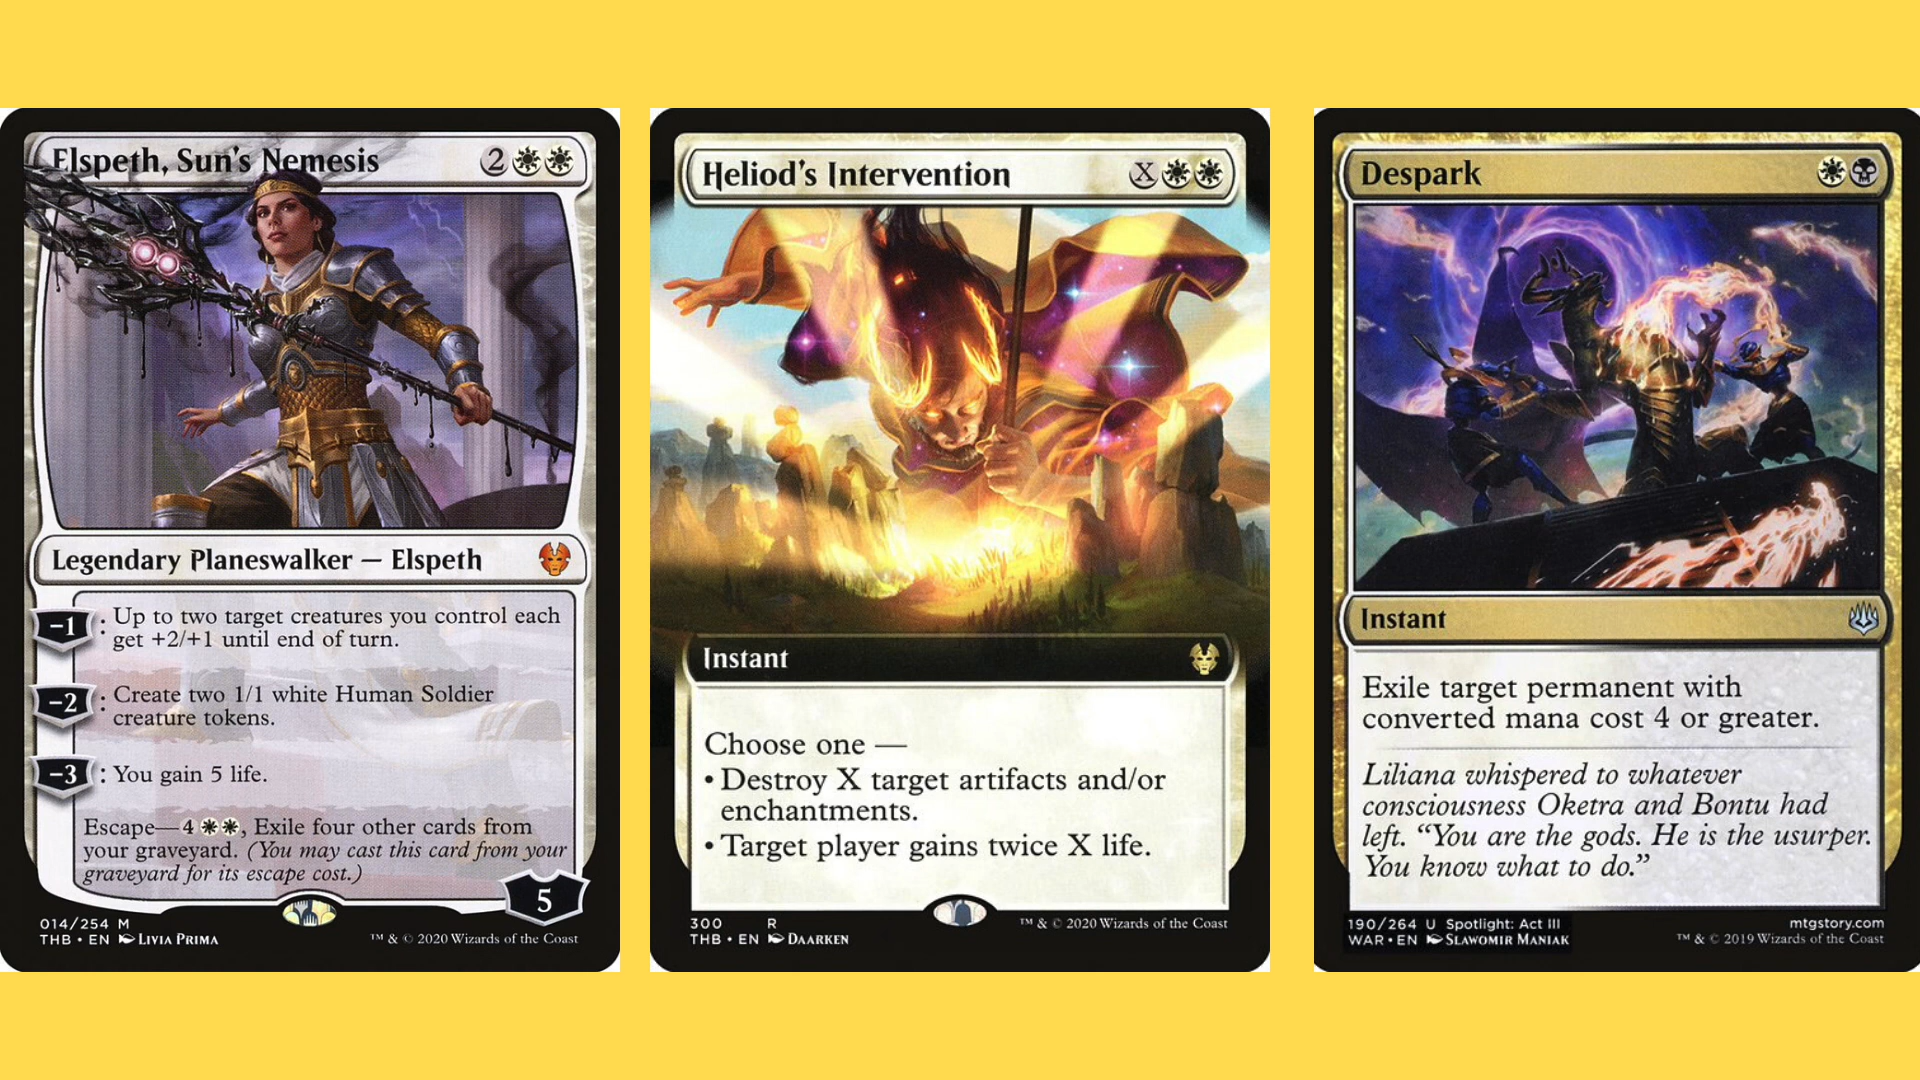 Elspeth, Sun's Nemesis 2
Legendary Planeswalker — Elspeth
−1: Up to two target creatures you control each
get +2/+1 until end of turn.
−2: Create two 1/1 white Human Soldier
creature tokens.
−3: You gain 5 life.
Escape—4, Exile four other cards from
your graveyard. (You may cast this card from your
graveyard for its escape cost.)
5
014/254 M
THB • EN Livia Prima
™ & © 2020 Wizards of the Coast
Heliod's Intervention X
Instant
Choose one —
• Destroy X target artifacts and/or
enchantments.
• Target player gains twice X life.
300 R
THB • EN Daarken
™ & © 2020 Wizards of the Coast
Despark
Instant
Exile target permanent with
converted mana cost 4 or greater.
Liliana whispered to whatever
consciousness Oketra and Bontu had
left. “You are the gods. He is the usurper.
You know what to do.”
190/264 U Spotlight: Act III
WAR • EN Slawomir Maniak
mtgstory.com
™ & © 2019 Wizards of the Coast